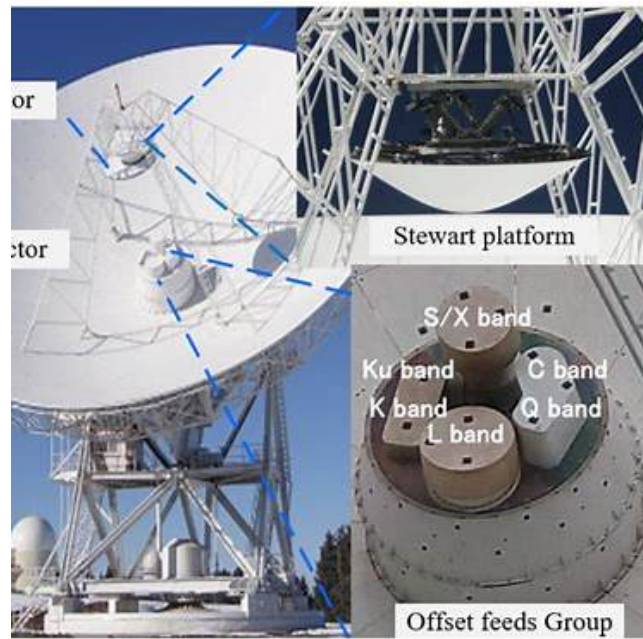 or
ctor
Stewart platform
S/X band
Ku band
C band
K band
Q band
L band
Offset feeds Group